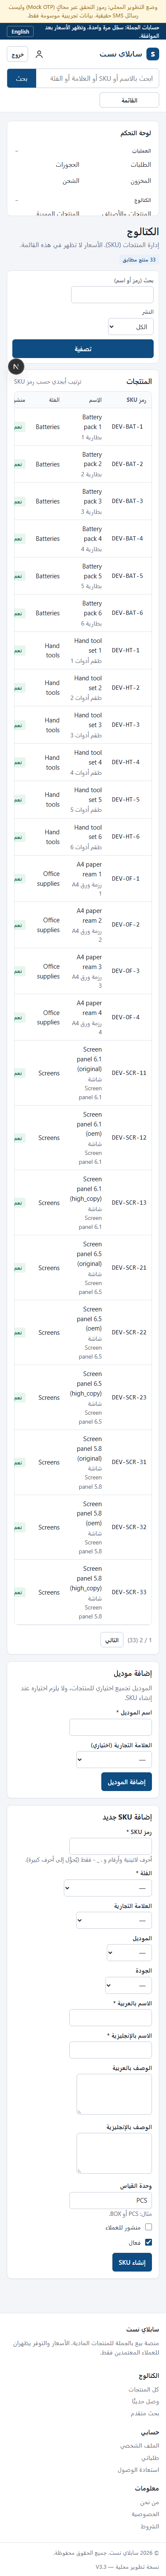 وضع التطوير المحلي: رموز التحقق عبر محاكٍ (Mock OTP) وليست
رسائل SMS حقيقية. بيانات تجريبية موسومة فقط.
حسابات الجملة: سجّل مرة واحدة، وتظهر الأسعار بعد الموافقة.
English
سابلاي نست
خروج
ابحث بالاسم أو SKU أو العلامة أو الفئة
بحث
القائمة
لوحة التحكم
العمليات
الطلبات
الحجوزات
المخزون
الشحن
الكتالوج
المنتجات والأصناف
المنتجات المميزة
الكتالوج
إدارة المنتجات (SKU). الأسعار لا تظهر في هذه القائمة.
33 منتج مطابق
بحث (رمز أو اسم)
النشر
الكل
تصفية
المنتجات
ترتيب أبجدي حسب رمز SKU
رمز SKU الاسم الفئة منشور
DEV-BAT-1 Battery pack 1 بطارية 1 Batteries نعم
DEV-BAT-2 Battery pack 2 بطارية 2 Batteries نعم
DEV-BAT-3 Battery pack 3 بطارية 3 Batteries نعم
DEV-BAT-4 Battery pack 4 بطارية 4 Batteries نعم
DEV-BAT-5 Battery pack 5 بطارية 5 Batteries نعم
DEV-BAT-6 Battery pack 6 بطارية 6 Batteries نعم
DEV-HT-1 Hand tool set 1 طقم أدوات 1 Hand tools نعم
DEV-HT-2 Hand tool set 2 طقم أدوات 2 Hand tools نعم
DEV-HT-3 Hand tool set 3 طقم أدوات 3 Hand tools نعم
DEV-HT-4 Hand tool set 4 طقم أدوات 4 Hand tools نعم
DEV-HT-5 Hand tool set 5 طقم أدوات 5 Hand tools نعم
DEV-HT-6 Hand tool set 6 طقم أدوات 6 Hand tools نعم
DEV-OF-1 A4 paper ream 1 رزمة ورق A4 1 Office supplies نعم
DEV-OF-2 A4 paper ream 2 رزمة ورق A4 2 Office supplies نعم
DEV-OF-3 A4 paper ream 3 رزمة ورق A4 3 Office supplies نعم
DEV-OF-4 A4 paper ream 4 رزمة ورق A4 4 Office supplies نعم
DEV-SCR-11 Screen panel 6.1 (original) شاشة Screen panel 6.1 Screens نعم
DEV-SCR-12 Screen panel 6.1 (oem) شاشة Screen panel 6.1 Screens نعم
DEV-SCR-13 Screen panel 6.1 (high_copy) شاشة Screen panel 6.1 Screens نعم
DEV-SCR-21 Screen panel 6.5 (original) شاشة Screen panel 6.5 Screens نعم
DEV-SCR-22 Screen panel 6.5 (oem) شاشة Screen panel 6.5 Screens نعم
DEV-SCR-23 Screen panel 6.5 (high_copy) شاشة Screen panel 6.5 Screens نعم
DEV-SCR-31 Screen panel 5.8 (original) شاشة Screen panel 5.8 Screens نعم
DEV-SCR-32 Screen panel 5.8 (oem) شاشة Screen panel 5.8 Screens نعم
DEV-SCR-33 Screen panel 5.8 (high_copy) شاشة Screen panel 5.8 Screens نعم
1 / 2 (33)
التالي
إضافة موديل
الموديل تجميع اختياري للمنتجات، ولا يلزم اختياره عند
إنشاء SKU.
اسم الموديل *
العلامة التجارية (اختياري)
—
إضافة الموديل
إضافة SKU جديد
رمز SKU *
أحرف لاتينية وأرقام و . _ - فقط (يُحوَّل إلى أحرف كبيرة).
الفئة *
—
العلامة التجارية
—
الموديل
—
الجودة
—
الاسم بالعربية *
الاسم بالإنجليزية *
الوصف بالعربية
الوصف بالإنجليزية
وحدة القياس
PCS
مثال: PCS أو BOX.
منشور للعملاء
فعال
إنشاء SKU
سابلاي نست
منصة بيع بالجملة للمنتجات المادية. الأسعار والتوفر يظهران
للعملاء المعتمدين فقط.
الكتالوج
كل المنتجات
وصل حديثًا
بحث متقدم
حسابي
الملف الشخصي
طلباتي
استعادة الوصول
معلومات
من نحن
الخصوصية
الشروط
© 2026 سابلاي نست. جميع الحقوق محفوظة.
نسخة تطوير محلية — V3.3